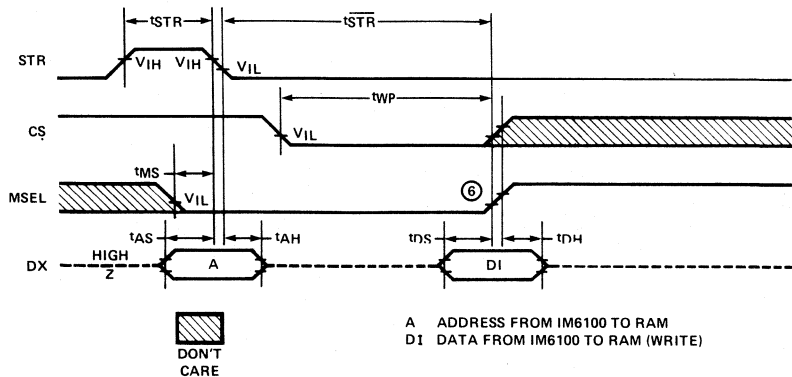 tSTR
tSTR
STR
VIH VIH VIL
tWP
CS
VIL
tMS
6
MSEL
VIL
tAS
tAH
tDS
tDH
DX
HIGH
Z
A
DI
DON'T
CARE
A ADDRESS FROM IM6100 TO RAM
DI DATA FROM IM6100 TO RAM (WRITE)